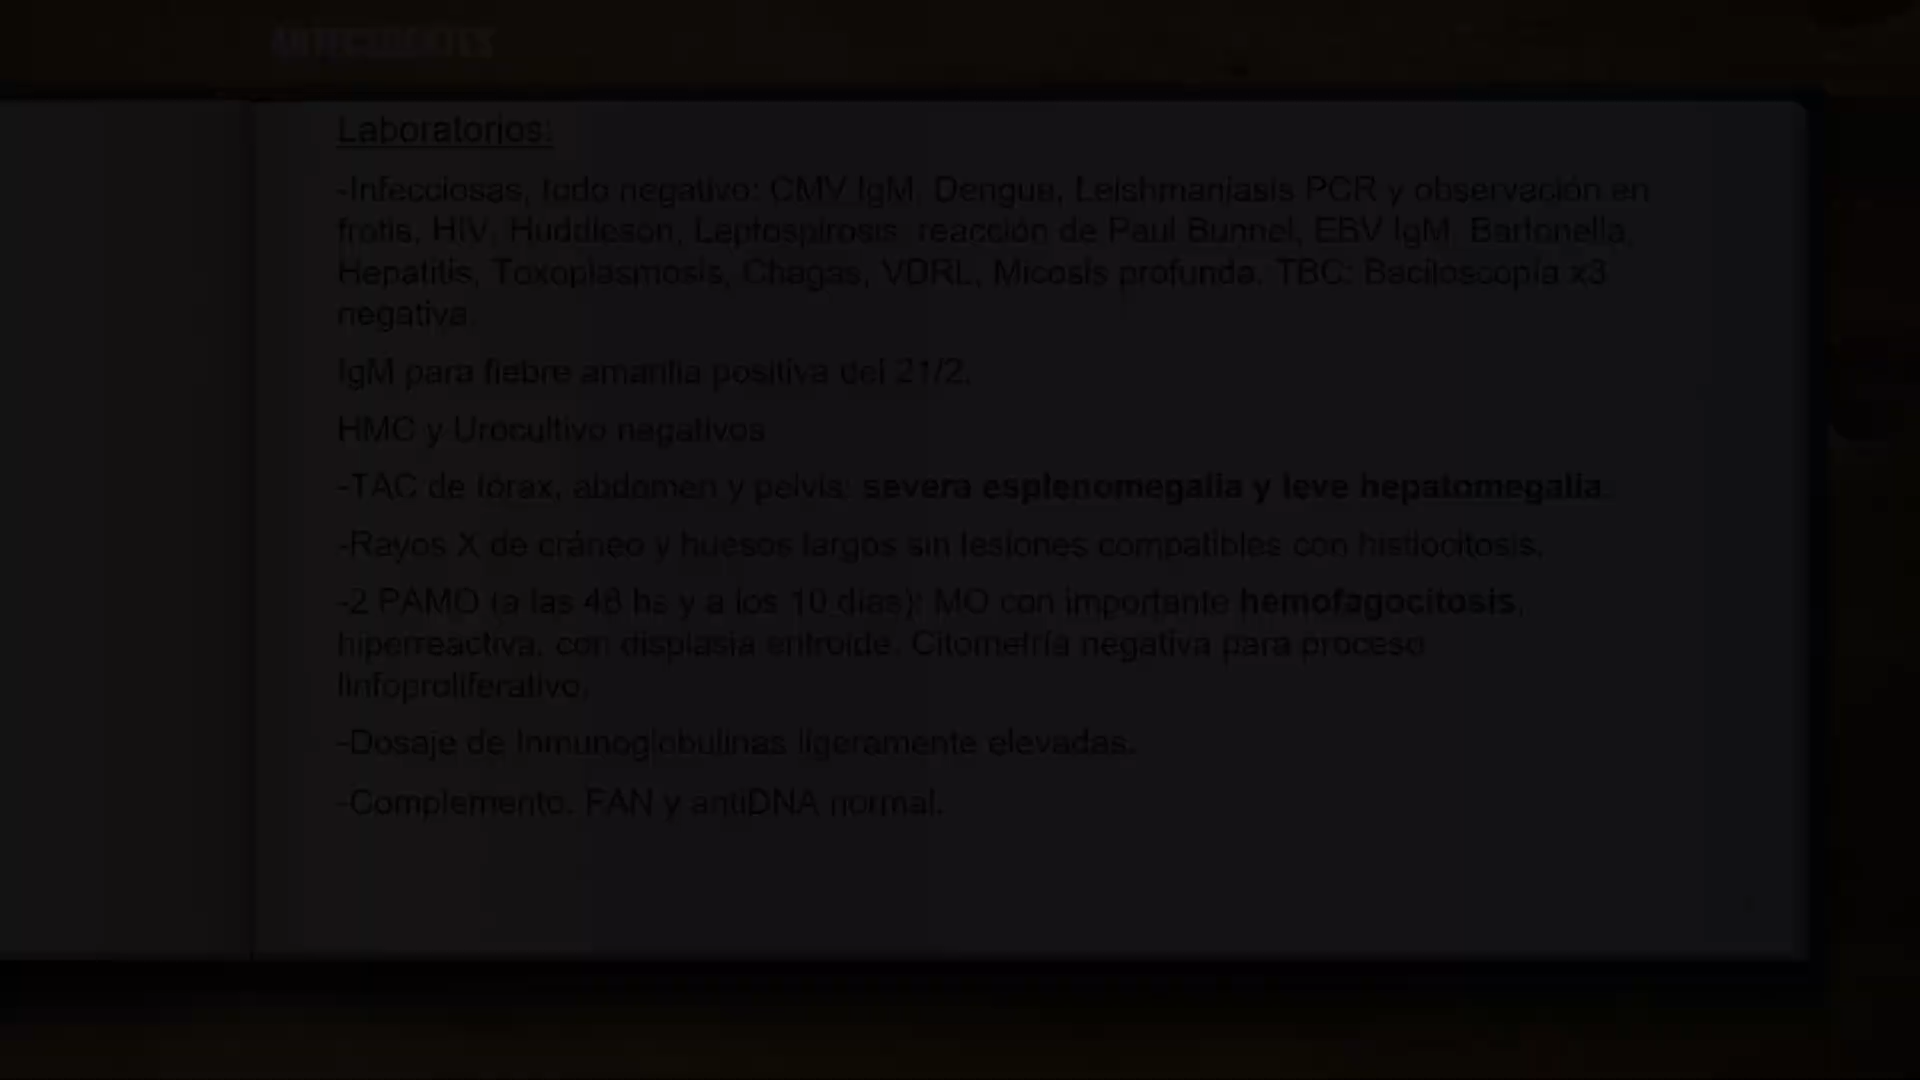 ANTECEDENTES
Laboratorios:
-Infecciosas, todo negativo: CMV IgM, Dengue, Leishmaniasis PCR y observación en
frotis, HIV, Huddleson, Leptospirosis, reacción de Paul Bunnel, EBV IgM, Bartonella,
Hepatitis, Toxoplasmosis, Chagas, VDRL, Micosis profunda. TBC: Baciloscopia x3
negativa.
IgM para fiebre amarilla positiva del 21/2.
HMC y Urocultivo negativos
-TAC de tórax, abdomen y pelvis: severa esplenomegalia y leve hepatomegalia.
-Rayos X de cráneo y huesos largos sin lesiones compatibles con histiocitosis.
-2 PAMO (a las 48 hs y a los 10 días): MO con importante hemofagocitosis,
hiperreactiva, con displasia eritroide. Citometría negativa para proceso
linfoproliferativo.
-Dosaje de Inmunoglobulinas ligeramente elevadas.
-Complemento, FAN y antiDNA normal.